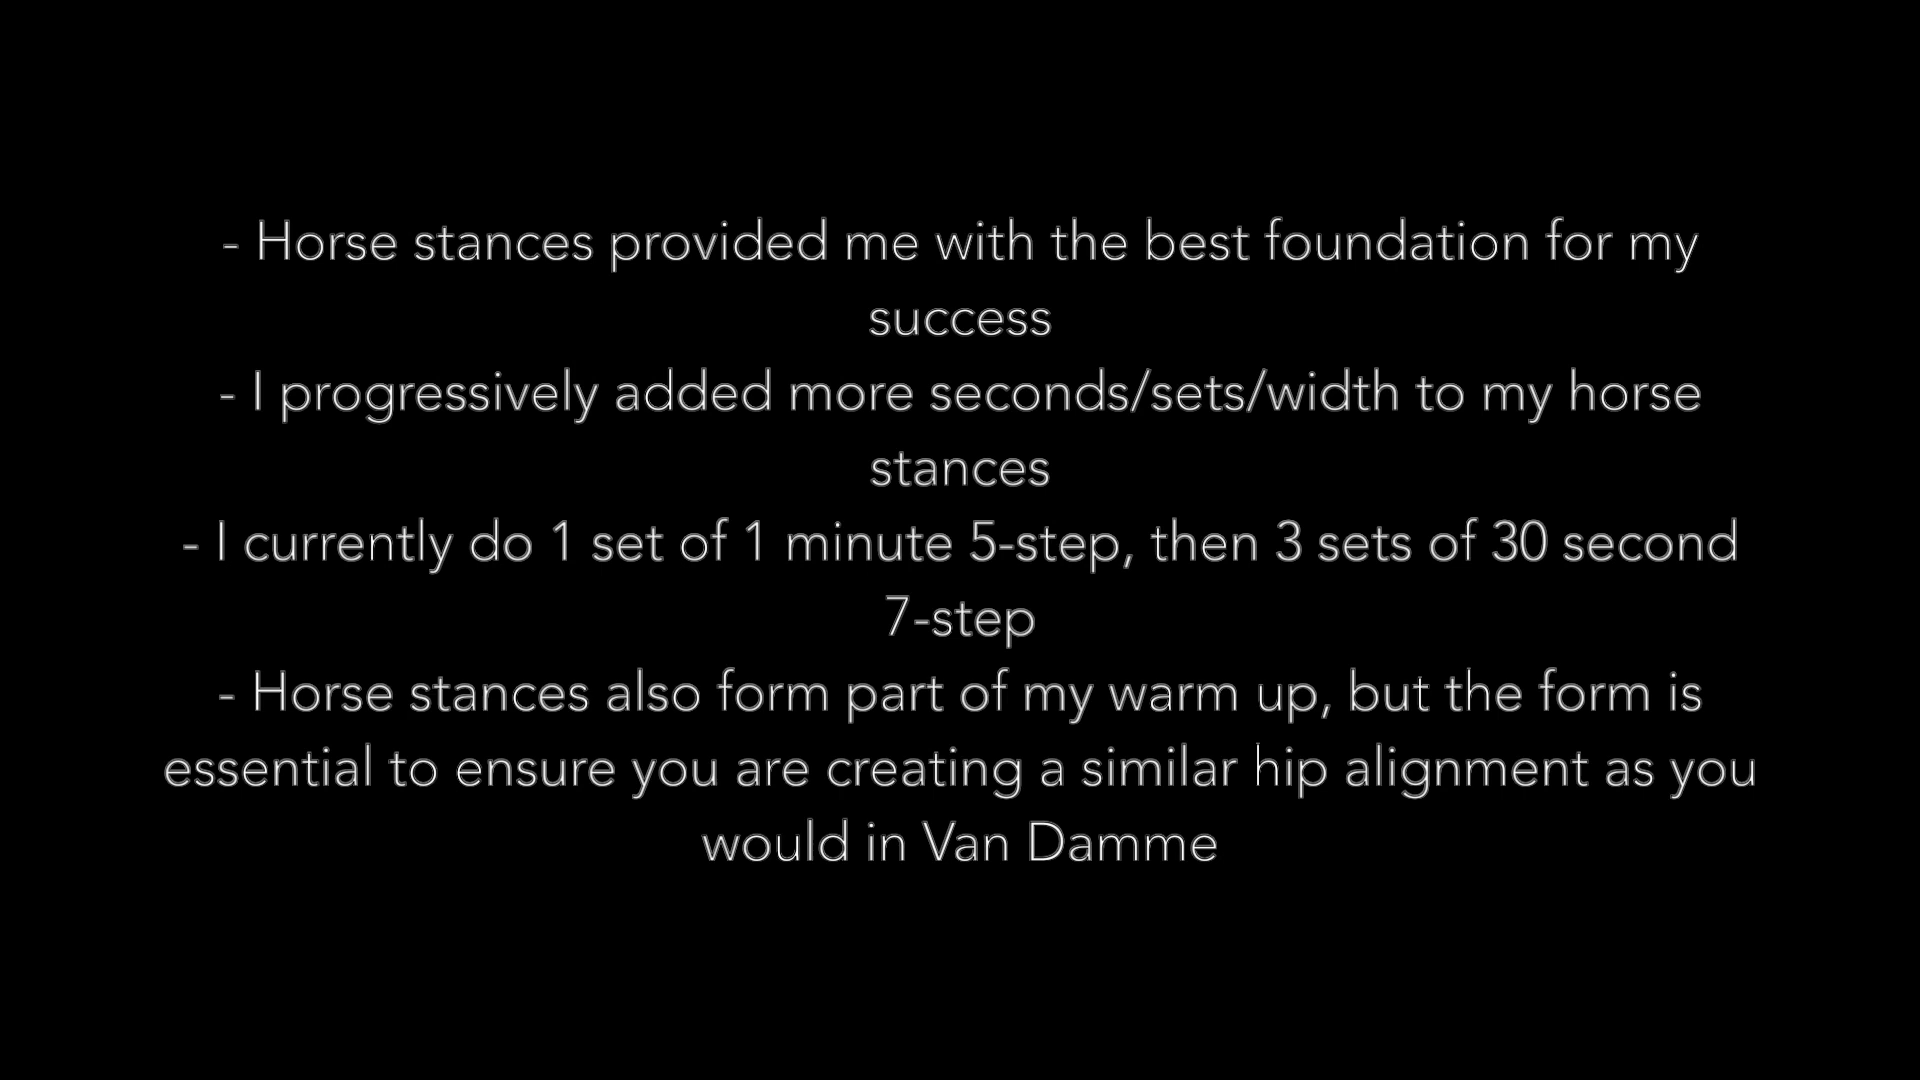 - Horse stances provided me with the best foundation for my
success
- I progressively added more seconds/sets/width to my horse
stances
- I currently do 1 set of 1 minute 5-step, then 3 sets of 30 second
7-step
- Horse stances also form part of my warm up, but the form is
essential to ensure you are creating a similar hip alignment as you
would in Van Damme